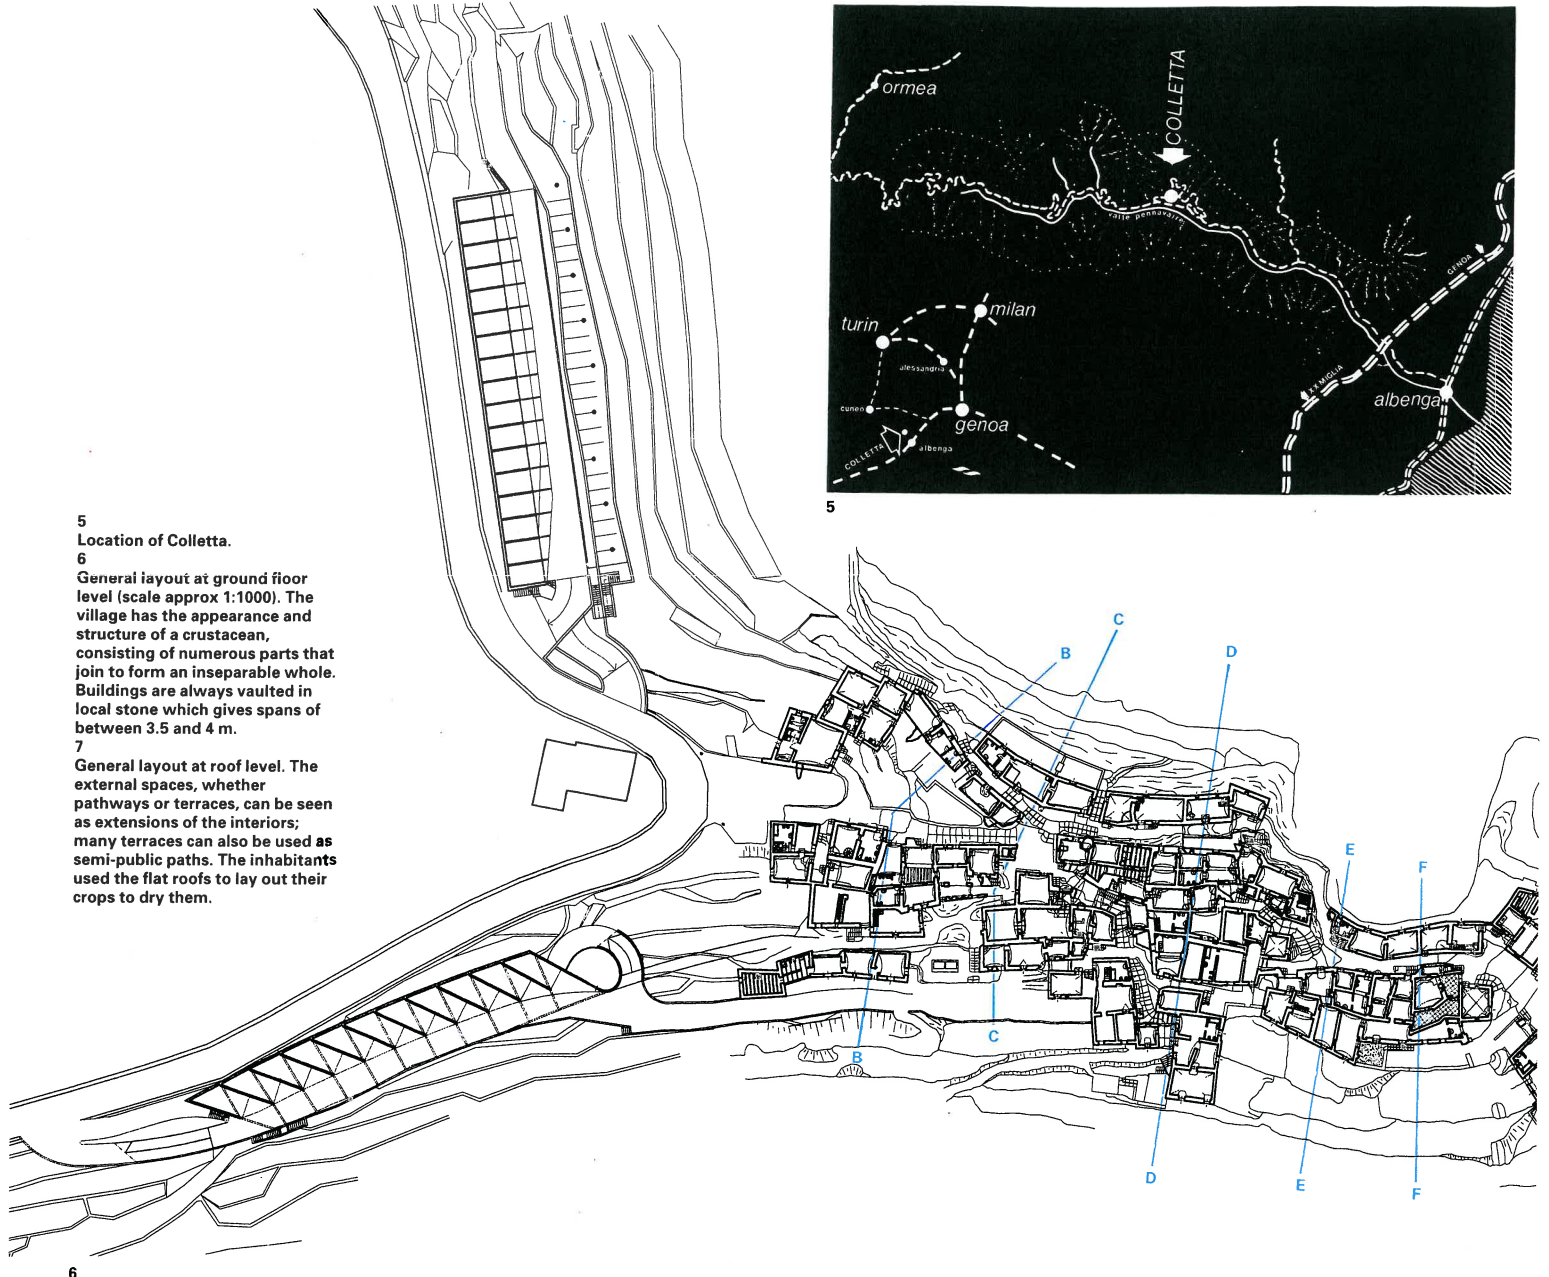 COLLETTA
ormea
valle pennavaire
GENOA
milan
turin
alessandria
XX MIGLIA
albenga
cuneo
genoa
COLLETTA
albenga
5
5
Location of Colletta.
6
General layout at ground floor
level (scale approx 1:1000). The
village has the appearance and
structure of a crustacean,
consisting of numerous parts that
join to form an inseparable whole.
Buildings are always vaulted in
local stone which gives spans of
between 3.5 and 4 m.
7
General layout at roof level. The
external spaces, whether
pathways or terraces, can be seen
as extensions of the interiors;
many terraces can also be used as
semi-public paths. The inhabitants
used the flat roofs to lay out their
crops to dry them.
C
B
D
E
F
C
B
D
E
F
6